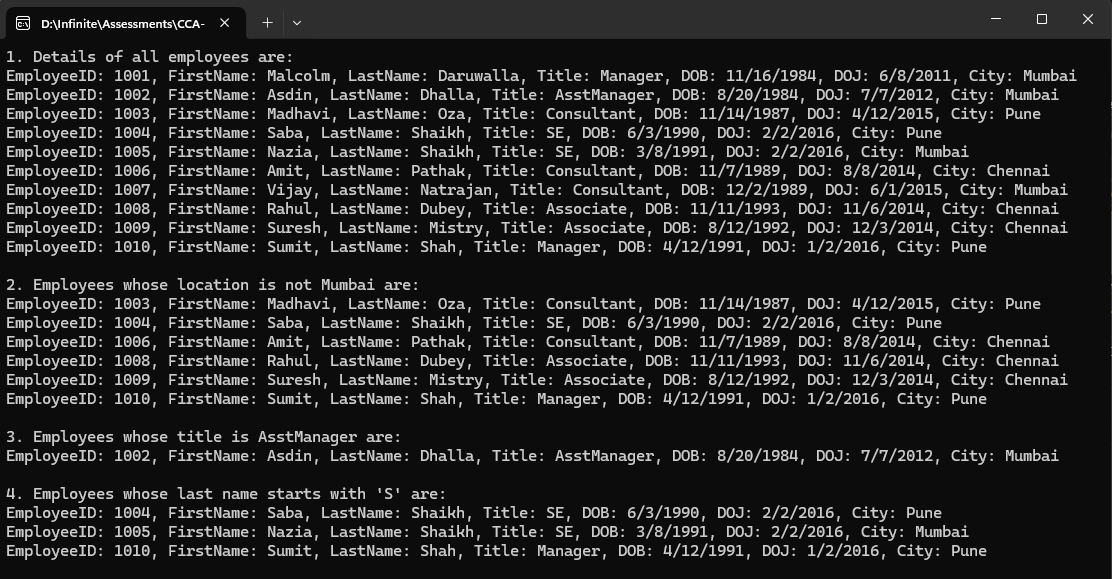 D:\Infinite\Assessments\CCA-
1. Details of all employees are:
EmployeeID: 1001, FirstName: Malcolm, LastName: Daruwalla, Title: Manager, DOB: 11/16/1984, DOJ: 6/8/2011, City: Mumbai
EmployeeID: 1002, FirstName: Asdin, LastName: Dhalla, Title: AsstManager, DOB: 8/20/1984, DOJ: 7/7/2012, City: Mumbai
EmployeeID: 1003, FirstName: Madhavi, LastName: Oza, Title: Consultant, DOB: 11/14/1987, DOJ: 4/12/2015, City: Pune
EmployeeID: 1004, FirstName: Saba, LastName: Shaikh, Title: SE, DOB: 6/3/1990, DOJ: 2/2/2016, City: Pune
EmployeeID: 1005, FirstName: Nazia, LastName: Shaikh, Title: SE, DOB: 3/8/1991, DOJ: 2/2/2016, City: Mumbai
EmployeeID: 1006, FirstName: Amit, LastName: Pathak, Title: Consultant, DOB: 11/7/1989, DOJ: 8/8/2014, City: Chennai
EmployeeID: 1007, FirstName: Vijay, LastName: Natrajan, Title: Consultant, DOB: 12/2/1989, DOJ: 6/1/2015, City: Mumbai
EmployeeID: 1008, FirstName: Rahul, LastName: Dubey, Title: Associate, DOB: 11/11/1993, DOJ: 11/6/2014, City: Chennai
EmployeeID: 1009, FirstName: Suresh, LastName: Mistry, Title: Associate, DOB: 8/12/1992, DOJ: 12/3/2014, City: Chennai
EmployeeID: 1010, FirstName: Sumit, LastName: Shah, Title: Manager, DOB: 4/12/1991, DOJ: 1/2/2016, City: Pune
2. Employees whose location is not Mumbai are:
EmployeeID: 1003, FirstName: Madhavi, LastName: Oza, Title: Consultant, DOB: 11/14/1987, DOJ: 4/12/2015, City: Pune
EmployeeID: 1004, FirstName: Saba, LastName: Shaikh, Title: SE, DOB: 6/3/1990, DOJ: 2/2/2016, City: Pune
EmployeeID: 1006, FirstName: Amit, LastName: Pathak, Title: Consultant, DOB: 11/7/1989, DOJ: 8/8/2014, City: Chennai
EmployeeID: 1008, FirstName: Rahul, LastName: Dubey, Title: Associate, DOB: 11/11/1993, DOJ: 11/6/2014, City: Chennai
EmployeeID: 1009, FirstName: Suresh, LastName: Mistry, Title: Associate, DOB: 8/12/1992, DOJ: 12/3/2014, City: Chennai
EmployeeID: 1010, FirstName: Sumit, LastName: Shah, Title: Manager, DOB: 4/12/1991, DOJ: 1/2/2016, City: Pune
3. Employees whose title is AsstManager are:
EmployeeID: 1002, FirstName: Asdin, LastName: Dhalla, Title: AsstManager, DOB: 8/20/1984, DOJ: 7/7/2012, City: Mumbai
4. Employees whose last name starts with 'S' are:
EmployeeID: 1004, FirstName: Saba, LastName: Shaikh, Title: SE, DOB: 6/3/1990, DOJ: 2/2/2016, City: Pune
EmployeeID: 1005, FirstName: Nazia, LastName: Shaikh, Title: SE, DOB: 3/8/1991, DOJ: 2/2/2016, City: Mumbai
EmployeeID: 1010, FirstName: Sumit, LastName: Shah, Title: Manager, DOB: 4/12/1991, DOJ: 1/2/2016, City: Pune